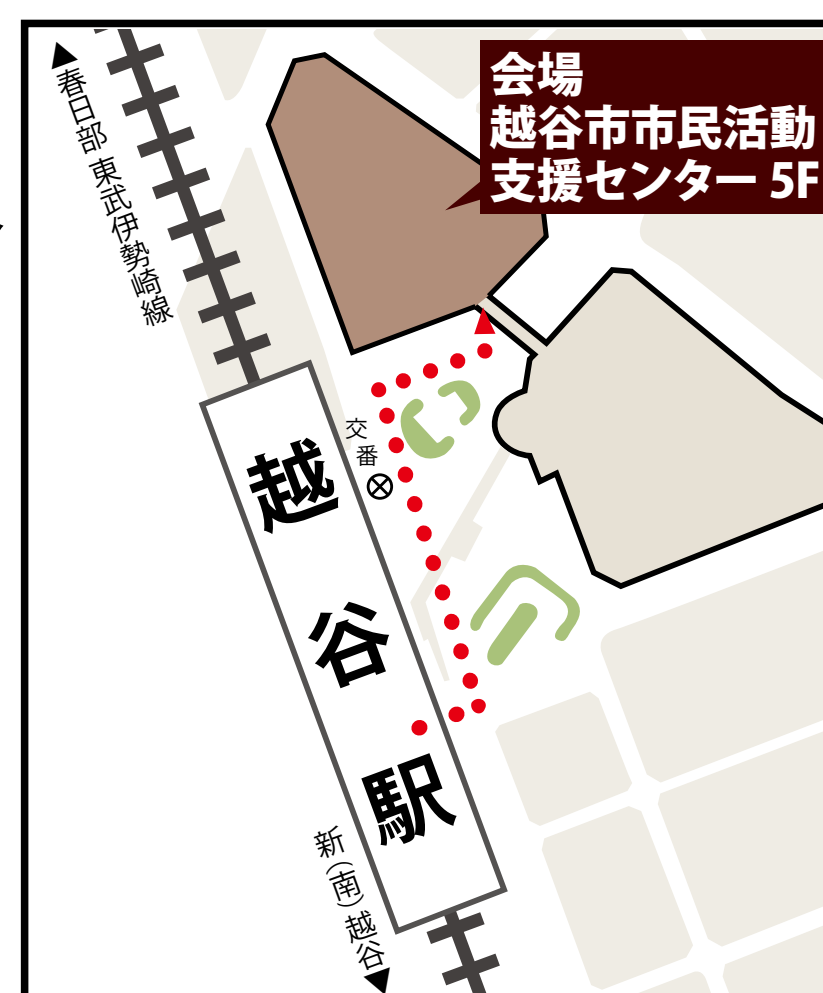 会場
越谷市市民活動
支援センター 5F
▲春日部 東武伊勢崎線
交番
越谷駅
新(南)越谷▼